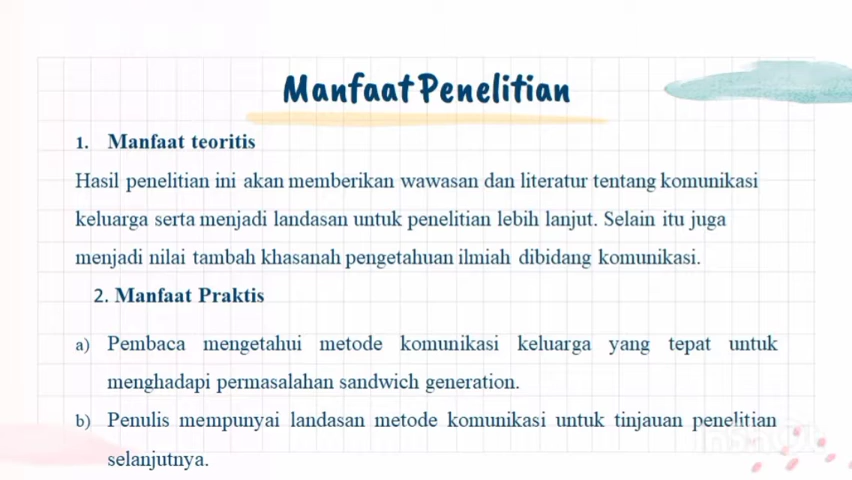 Manfaat Penelitian
1. Manfaat teoritis
Hasil penelitian ini akan memberikan wawasan dan literatur tentang komunikasi
keluarga serta menjadi landasan untuk penelitian lebih lanjut. Selain itu juga
menjadi nilai tambah khasanah pengetahuan ilmiah dibidang komunikasi.
2. Manfaat Praktis
a) Pembaca mengetahui metode komunikasi keluarga yang tepat untuk
menghadapi permasalahan sandwich generation.
b) Penulis mempunyai landasan metode komunikasi untuk tinjauan penelitian
selanjutnya.